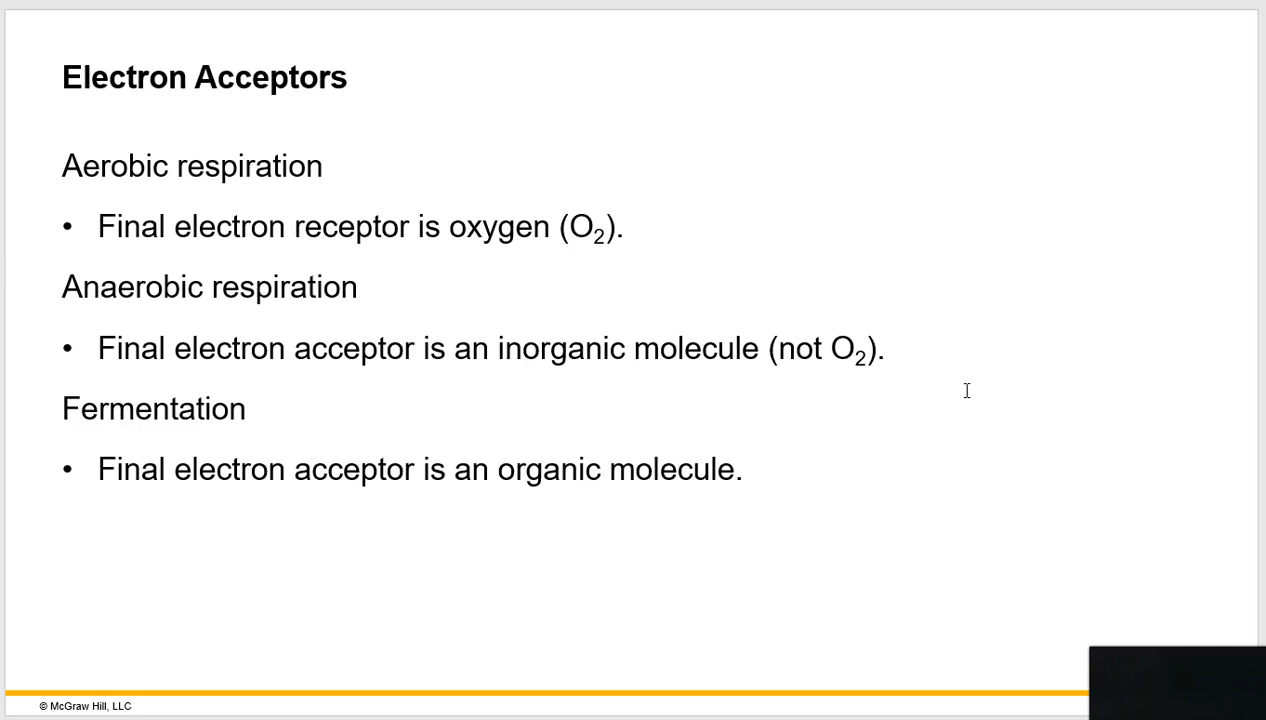 Electron Acceptors
Aerobic respiration
• Final electron receptor is oxygen (O₂).
Anaerobic respiration
• Final electron acceptor is an inorganic molecule (not O₂).
Fermentation
• Final electron acceptor is an organic molecule.
© McGraw Hill, LLC